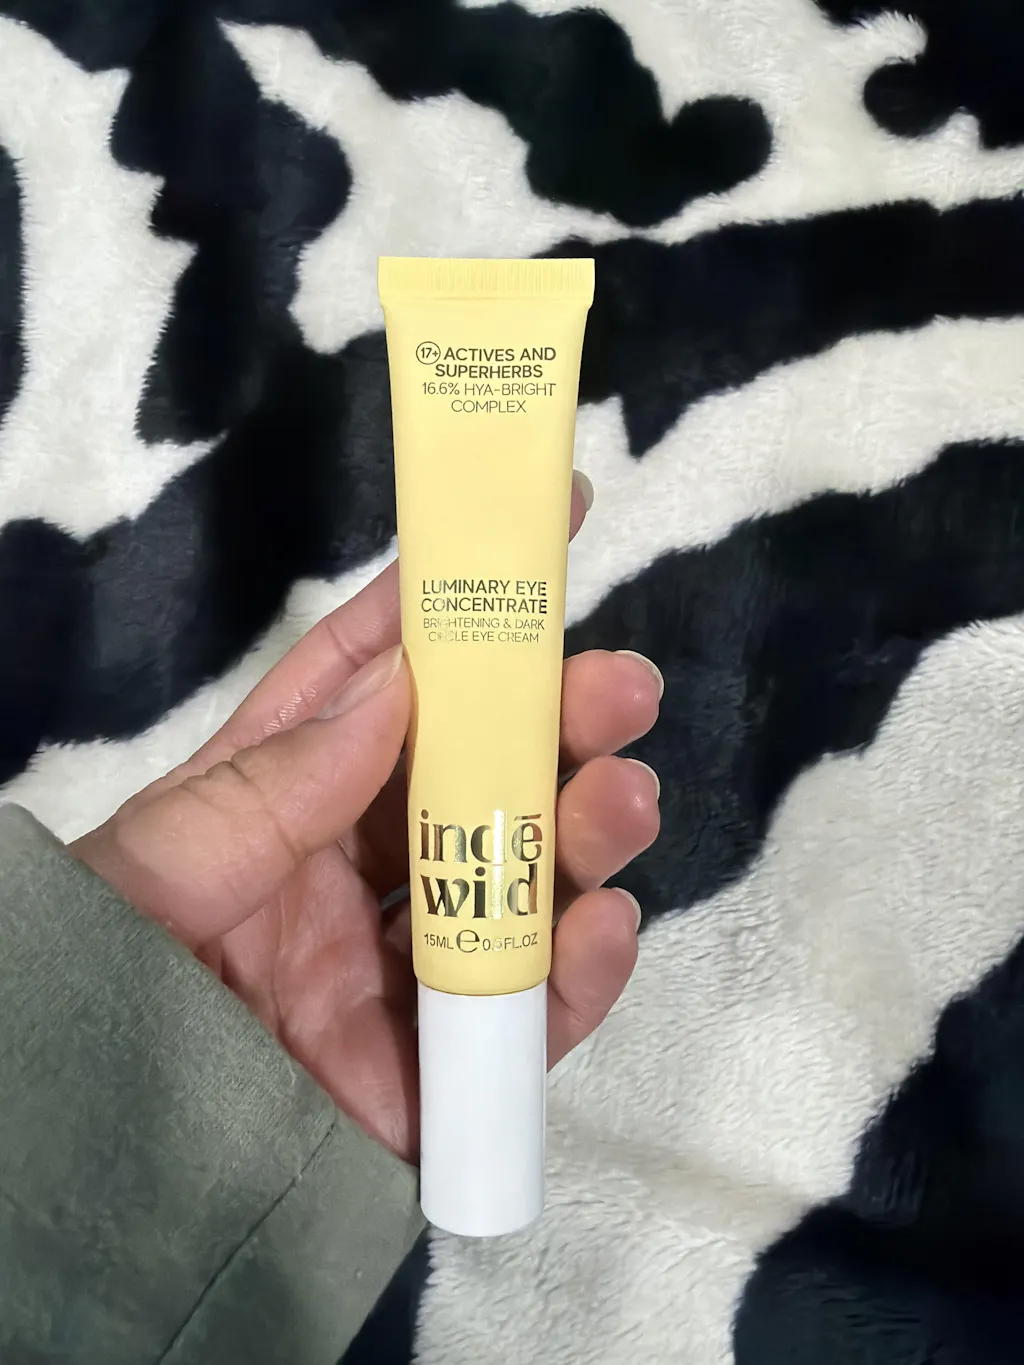 17+ ACTIVES AND
SUPERHERBS
16.6% HYA-BRIGHT
COMPLEX
LUMINARY EYE
CONCENTRATE
BRIGHTENING & DARK
CIRCLE EYE CREAM
indē
wild
15ML ℮ 0.5FL.OZ